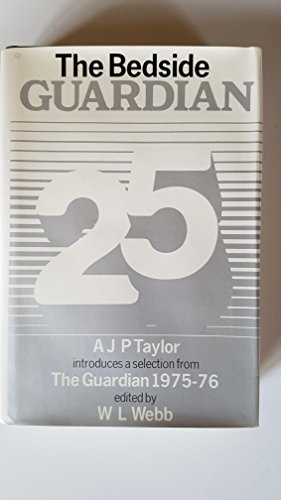 The Bedside
GUARDIAN
25
A J P Taylor
introduces a selection from
The Guardian 1975-76
edited by
W L Webb